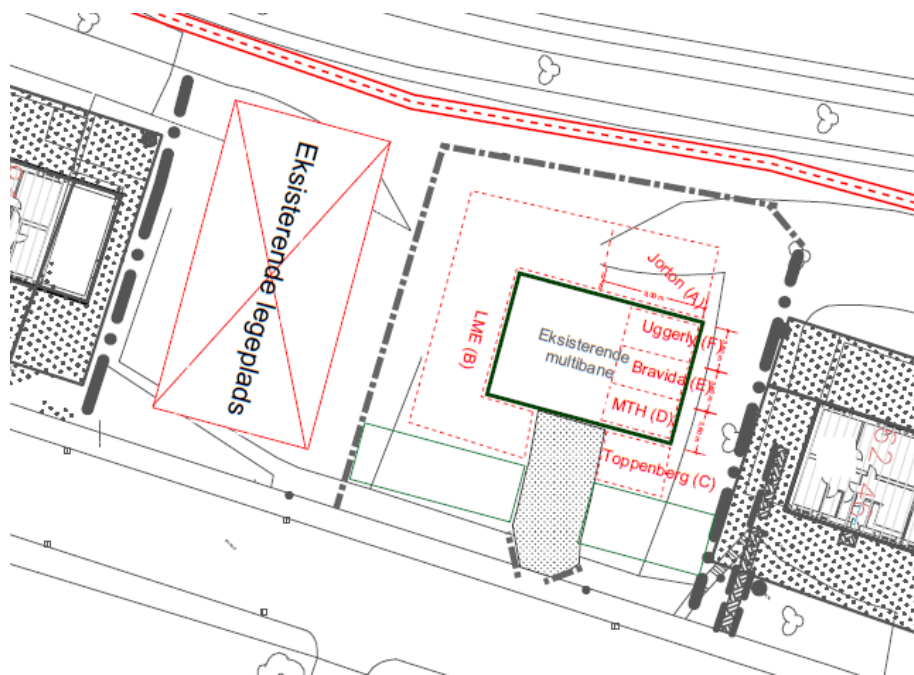 Eksisterende legeplads
LME (B)
Eksisterende
multibane
Jorton (A)
Uggerly (F)
Bravida (E)
MTH (D)
Toppenberg (C)